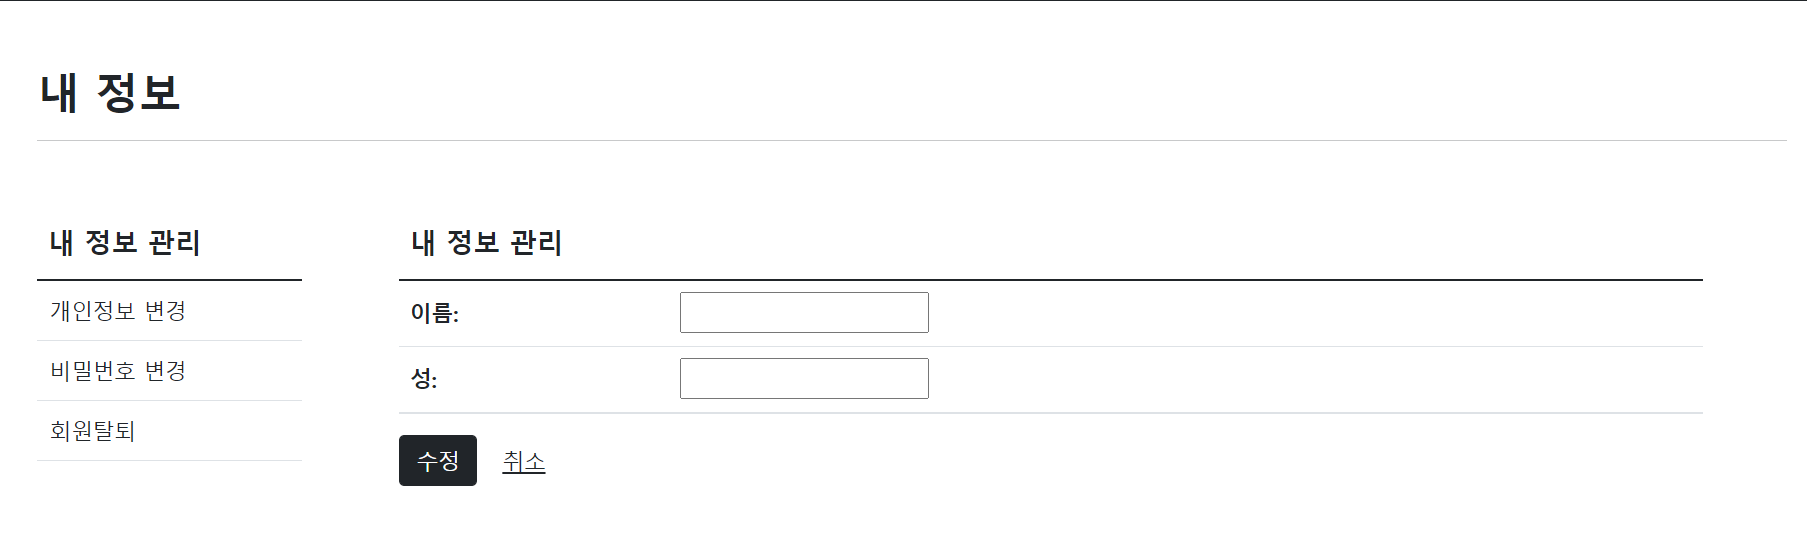 내 정보
내 정보 관리
개인정보 변경
비밀번호 변경
회원탈퇴
내 정보 관리
이름:
성:
수정 취소